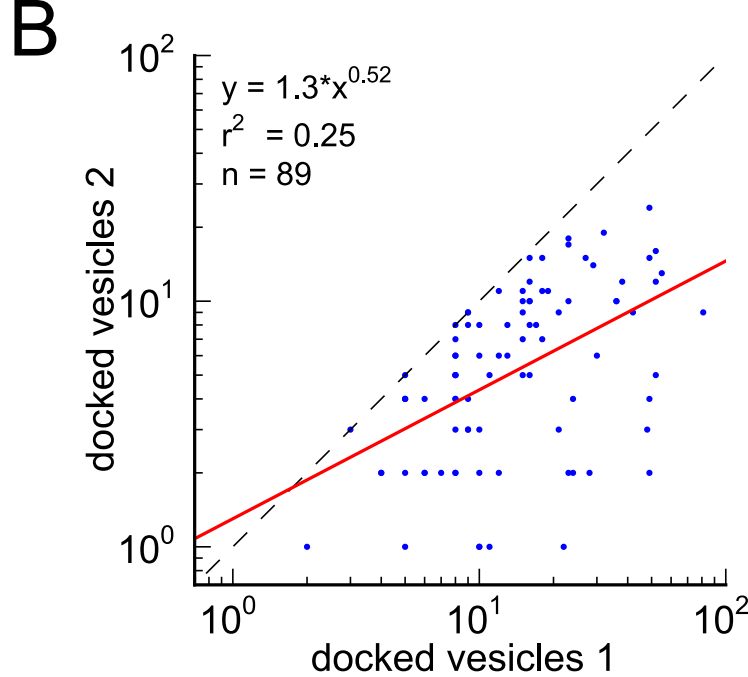 B
10²
y = 1.3*x^0.52
r² = 0.25
n = 89
docked vesicles 2
10¹
10⁰
10⁰ 10¹ 10²
docked vesicles 1